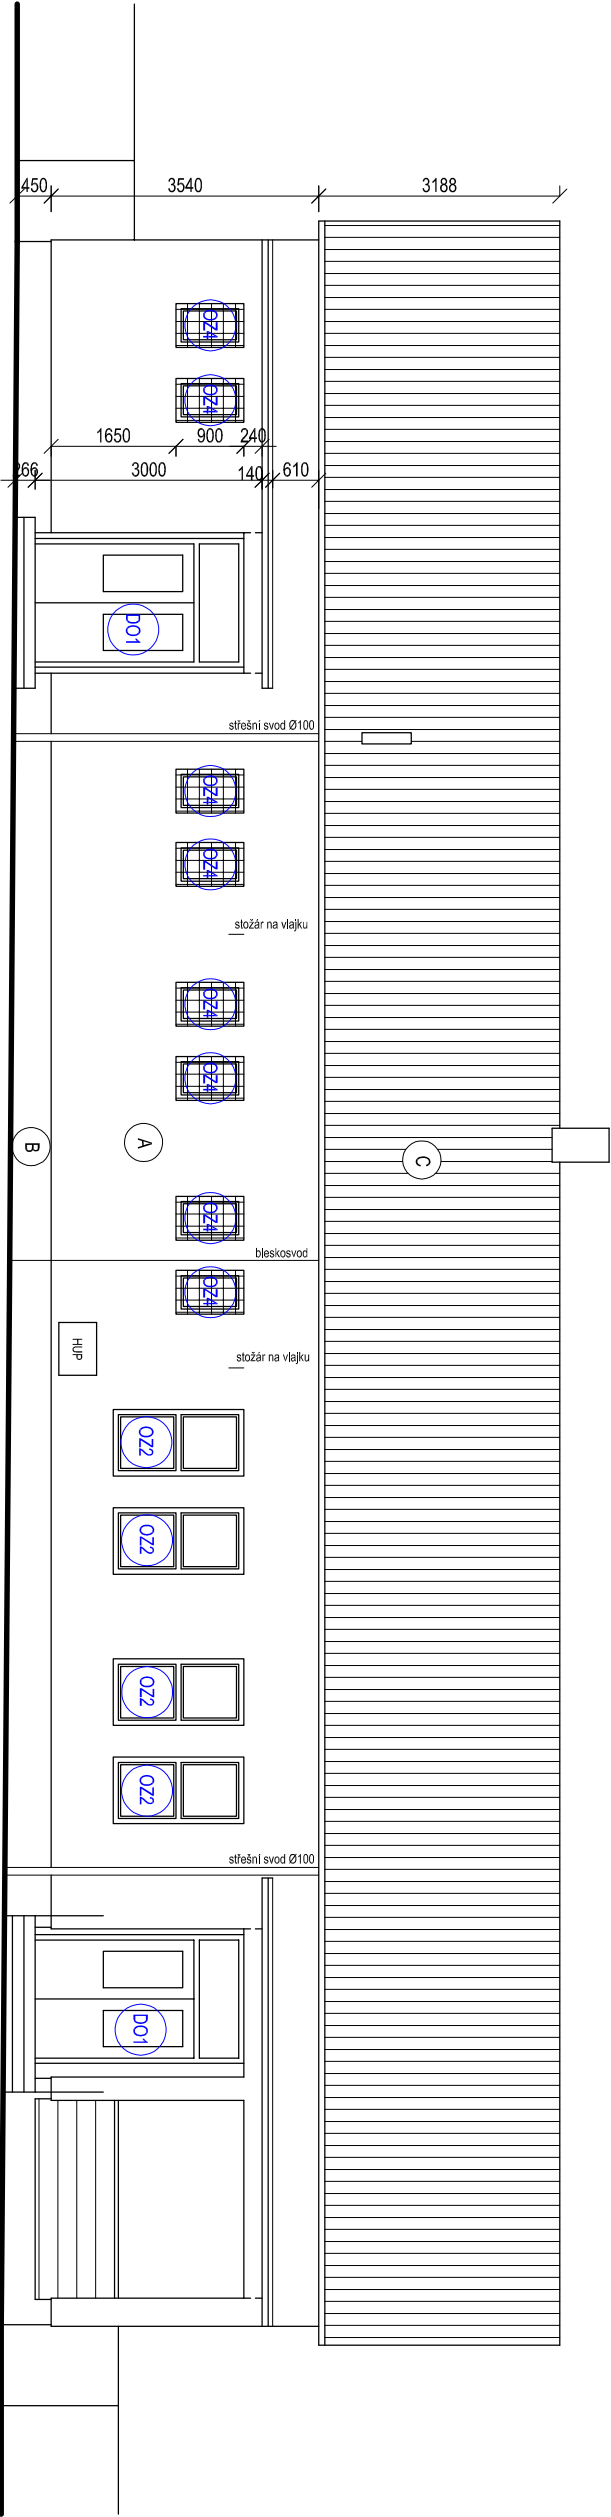 450
3540
3188
OZ4
OZ4
1650
900
240
266
3000
140
610
DO1
střešní svod Ø100
OZ4
OZ4
stožár na vlajku
OZ4
OZ4
B
A
C
OZ4
bleskosvod
OZ4
HUP
stožár na vlajku
OZ2
OZ2
OZ2
OZ2
střešní svod Ø100
DO1